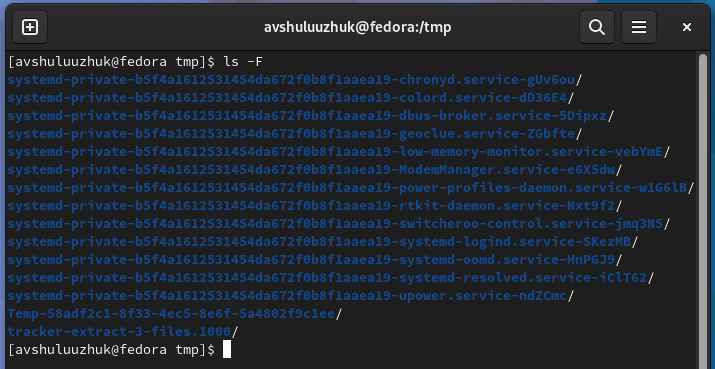 avshuluuzhuk@fedora:/tmp
[avshuluuzhuk@fedora tmp]$ ls -F
systemd-private-b5f4a1612531454da672f0b8f1aaea19-chronyd.service-gUv6ou/
systemd-private-b5f4a1612531454da672f0b8f1aaea19-colord.service-dD36E4/
systemd-private-b5f4a1612531454da672f0b8f1aaea19-dbus-broker.service-5Dipxz/
systemd-private-b5f4a1612531454da672f0b8f1aaea19-geoclue.service-ZGbfte/
systemd-private-b5f4a1612531454da672f0b8f1aaea19-low-memory-monitor.service-vebYmE/
systemd-private-b5f4a1612531454da672f0b8f1aaea19-ModemManager.service-eGX5dw/
systemd-private-b5f4a1612531454da672f0b8f1aaea19-power-profiles-daemon.service-w1GGlB/
systemd-private-b5f4a1612531454da672f0b8f1aaea19-rtkit-daemon.service-Nxt9f2/
systemd-private-b5f4a1612531454da672f0b8f1aaea19-switcheroo-control.service-jmq3N5/
systemd-private-b5f4a1612531454da672f0b8f1aaea19-systemd-logind.service-SKezMB/
systemd-private-b5f4a1612531454da672f0b8f1aaea19-systemd-oomd.service-HnPGJ9/
systemd-private-b5f4a1612531454da672f0b8f1aaea19-systemd-resolved.service-iClT62/
systemd-private-b5f4a1612531454da672f0b8f1aaea19-upower.service-ndZCmc/
Temp-58adf2c1-8f33-4ec5-8e6f-5a4802f9c1ee/
tracker-extract-3-files.1000/
[avshuluuzhuk@fedora tmp]$